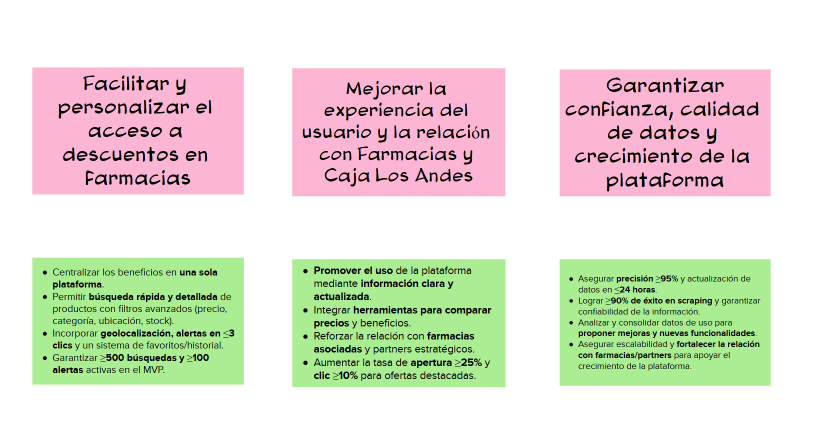 Facilitar y
personalizar el
acceso a
descuentos en
farmacias
Mejorar la
experiencia del
usuario y la relación
con Farmacias y
Caja Los Andes
Garantizar
confianza, calidad
de datos y
crecimiento de la
plataforma
● Centralizar los beneficios en una sola
plataforma.
● Permitir búsqueda rápida y detallada de
productos con filtros avanzados (precio,
categoría, ubicación, stock).
● Incorporar geolocalización, alertas en ≤3
clics y un sistema de favoritos/historial.
● Garantizar ≥500 búsquedas y ≥100
alertas activas en el MVP.
● Promover el uso de la plataforma
mediante información clara y
actualizada.
● Integrar herramientas para comparar
precios y beneficios.
● Reforzar la relación con farmacias
asociadas y partners estratégicos.
● Aumentar la tasa de apertura ≥25% y
clic ≥10% para ofertas destacadas.
● Asegurar precisión ≥95% y actualización de
datos en ≤24 horas.
● Lograr ≥90% de éxito en scraping y garantizar
confiabilidad de la información.
● Analizar y consolidar datos de uso para
proponer mejoras y nuevas funcionalidades.
● Asegurar escalabilidad y fortalecer la relación
con farmacias/partners para apoyar el
crecimiento de la plataforma.